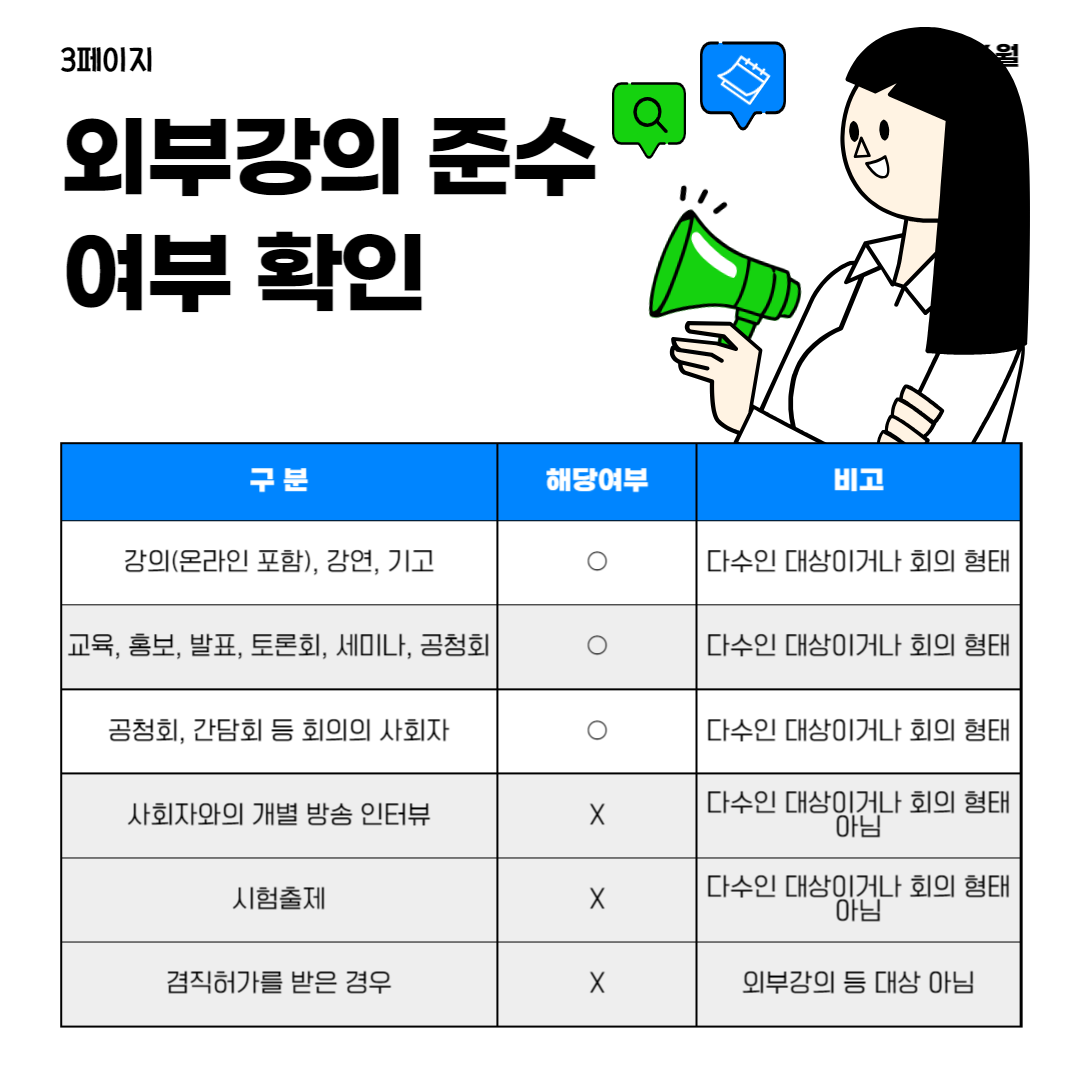 3페이지
월
외부강의 준수
여부 확인
구 분 해당여부 비고
강의(온라인 포함), 강연, 기고 ○ 다수인 대상이거나 회의 형태
교육, 홍보, 발표, 토론회, 세미나, 공청회 ○ 다수인 대상이거나 회의 형태
공청회, 간담회 등 회의의 사회자 ○ 다수인 대상이거나 회의 형태
사회자와의 개별 방송 인터뷰 X 다수인 대상이거나 회의 형태
아님
시험출제 X 다수인 대상이거나 회의 형태
아님
겸직허가를 받은 경우 X 외부강의 등 대상 아님